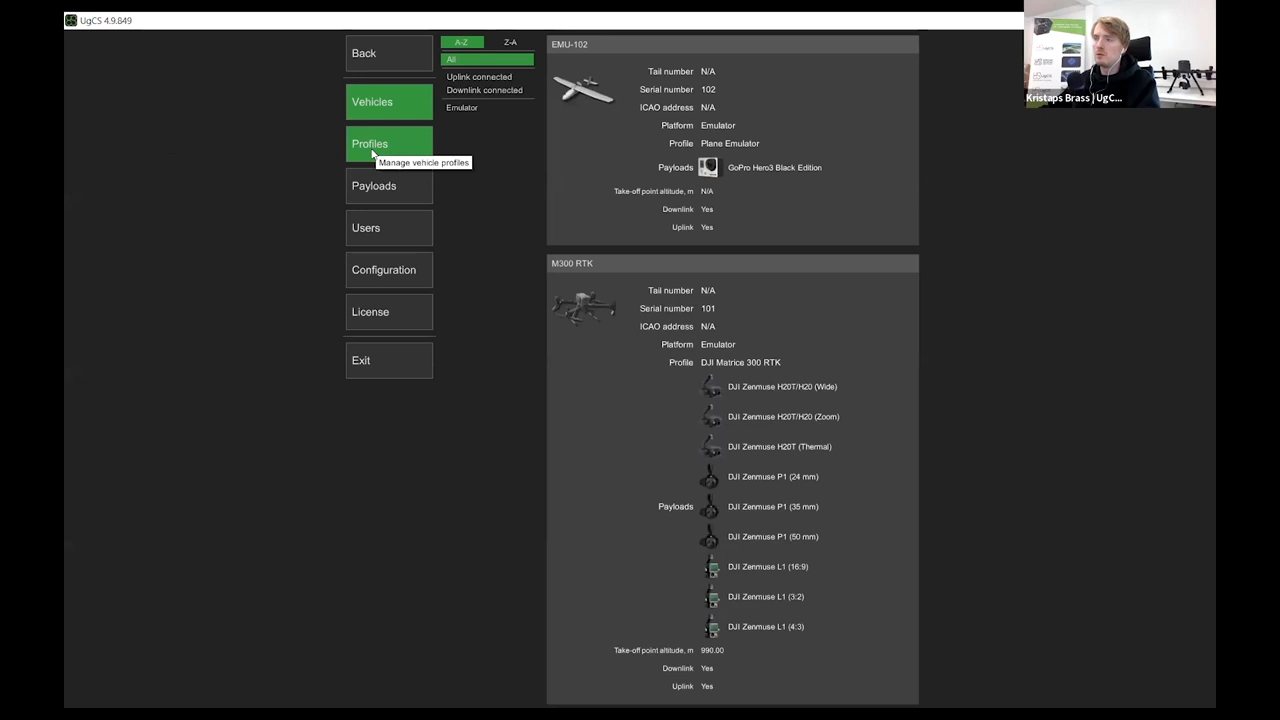 UgCS 4.9.849
Back
Vehicles
Profiles
Manage vehicle profiles
Payloads
Users
Configuration
License
Exit
A-Z
Z-A
All
Uplink connected
Downlink connected
Emulator
EMU-102
Tail number N/A
Serial number 102
ICAO address N/A
Platform Emulator
Profile Plane Emulator
Payloads GoPro Hero3 Black Edition
Take-off point altitude, m N/A
Downlink Yes
Uplink Yes
M300 RTK
Tail number N/A
Serial number 101
ICAO address N/A
Platform Emulator
Profile DJI Matrice 300 RTK
DJI Zenmuse H20T/H20 (Wide)
DJI Zenmuse H20T/H20 (Zoom)
DJI Zenmuse H20T (Thermal)
DJI Zenmuse P1 (24 mm)
Payloads DJI Zenmuse P1 (35 mm)
DJI Zenmuse P1 (50 mm)
DJI Zenmuse L1 (16:9)
DJI Zenmuse L1 (3:2)
DJI Zenmuse L1 (4:3)
Take-off point altitude, m 990.00
Downlink Yes
Uplink Yes
Kristaps Brass | UgC...